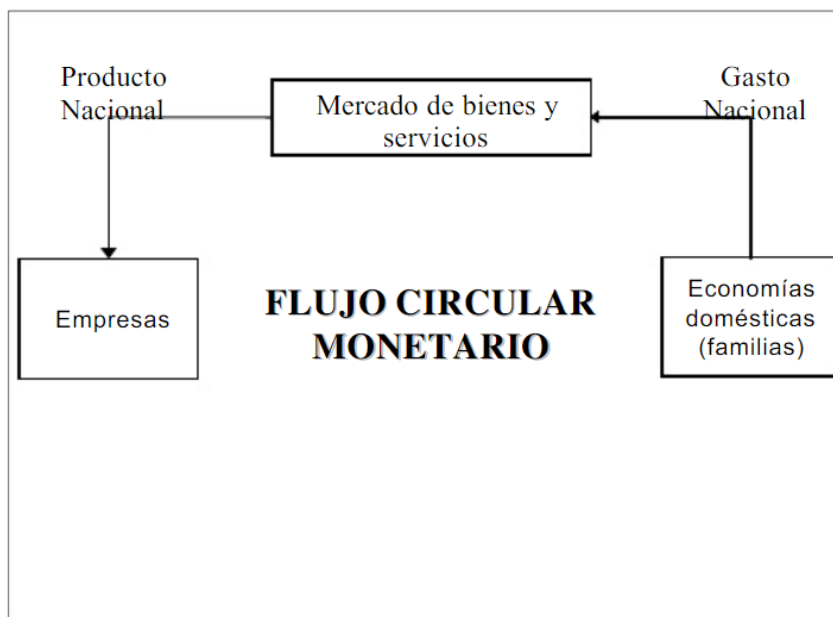 Producto
Nacional
Mercado de bienes y
servicios
Gasto
Nacional
Empresas
FLUJO CIRCULAR
MONETARIO
Economías
domésticas
(familias)